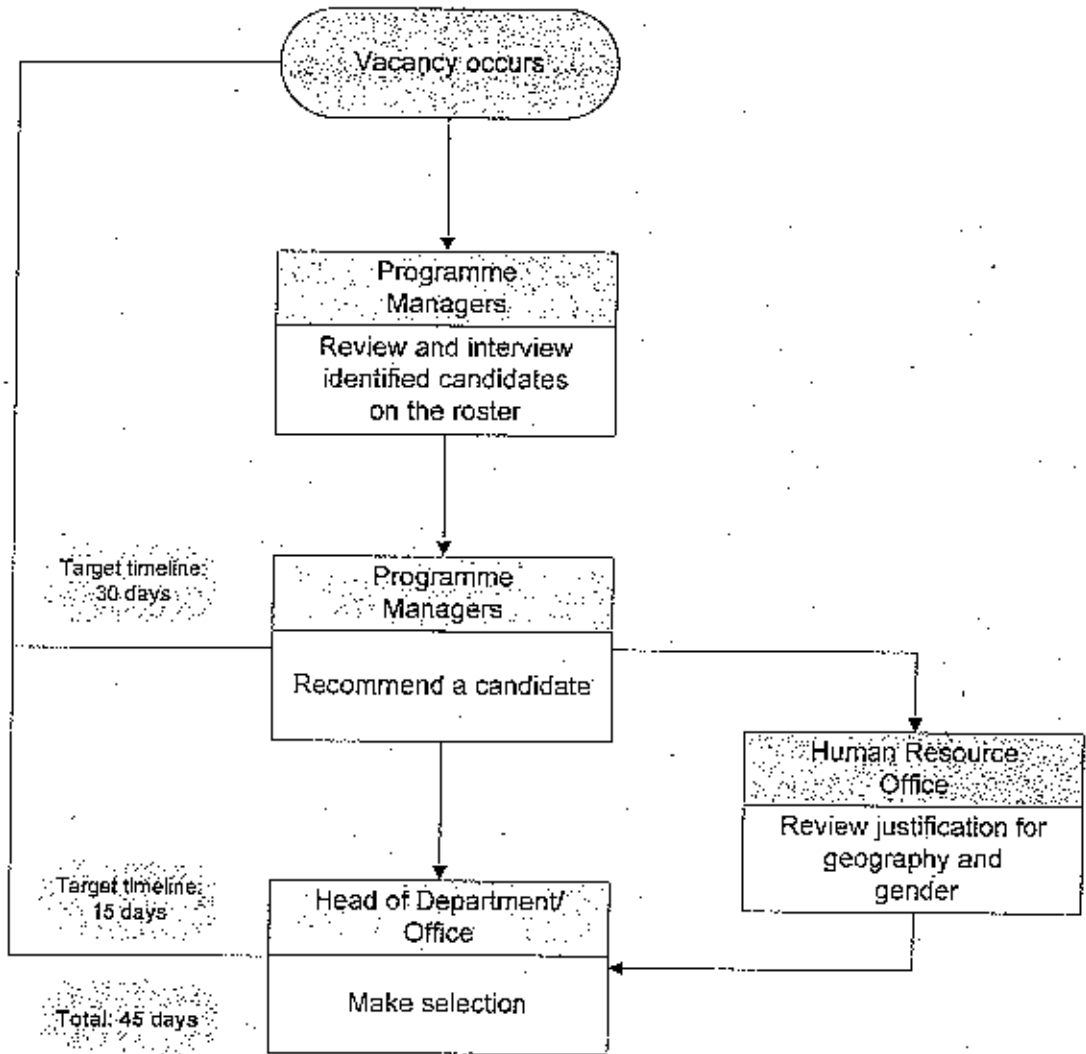 Vacancy occurs
Programme
Managers
Review and interview
identified candidates
on the roster
Target timeline:
30 days
Programme
Managers
Recommend a candidate
Human Resource
Office
Review justification for
geography and
gender
Target timeline:
15 days
Head of Department/
Office
Make selection
Total: 45 days